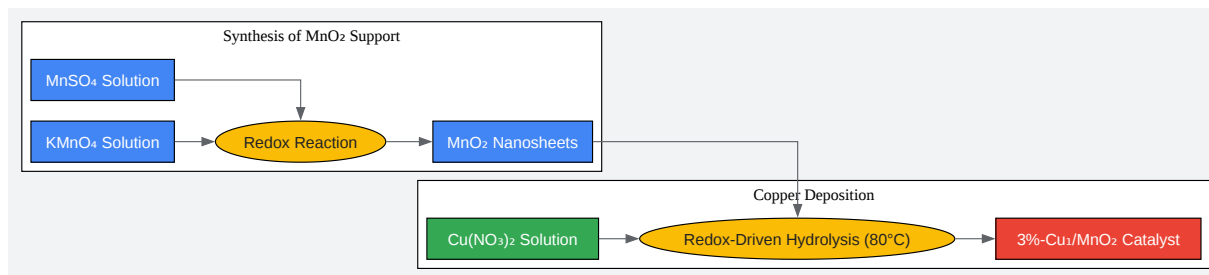 Synthesis of MnO₂ Support
MnSO₄ Solution
KMnO₄ Solution
Redox Reaction
MnO₂ Nanosheets
Copper Deposition
Cu(NO₃)₂ Solution
Redox-Driven Hydrolysis (80°C)
3%-Cu₁/MnO₂ Catalyst